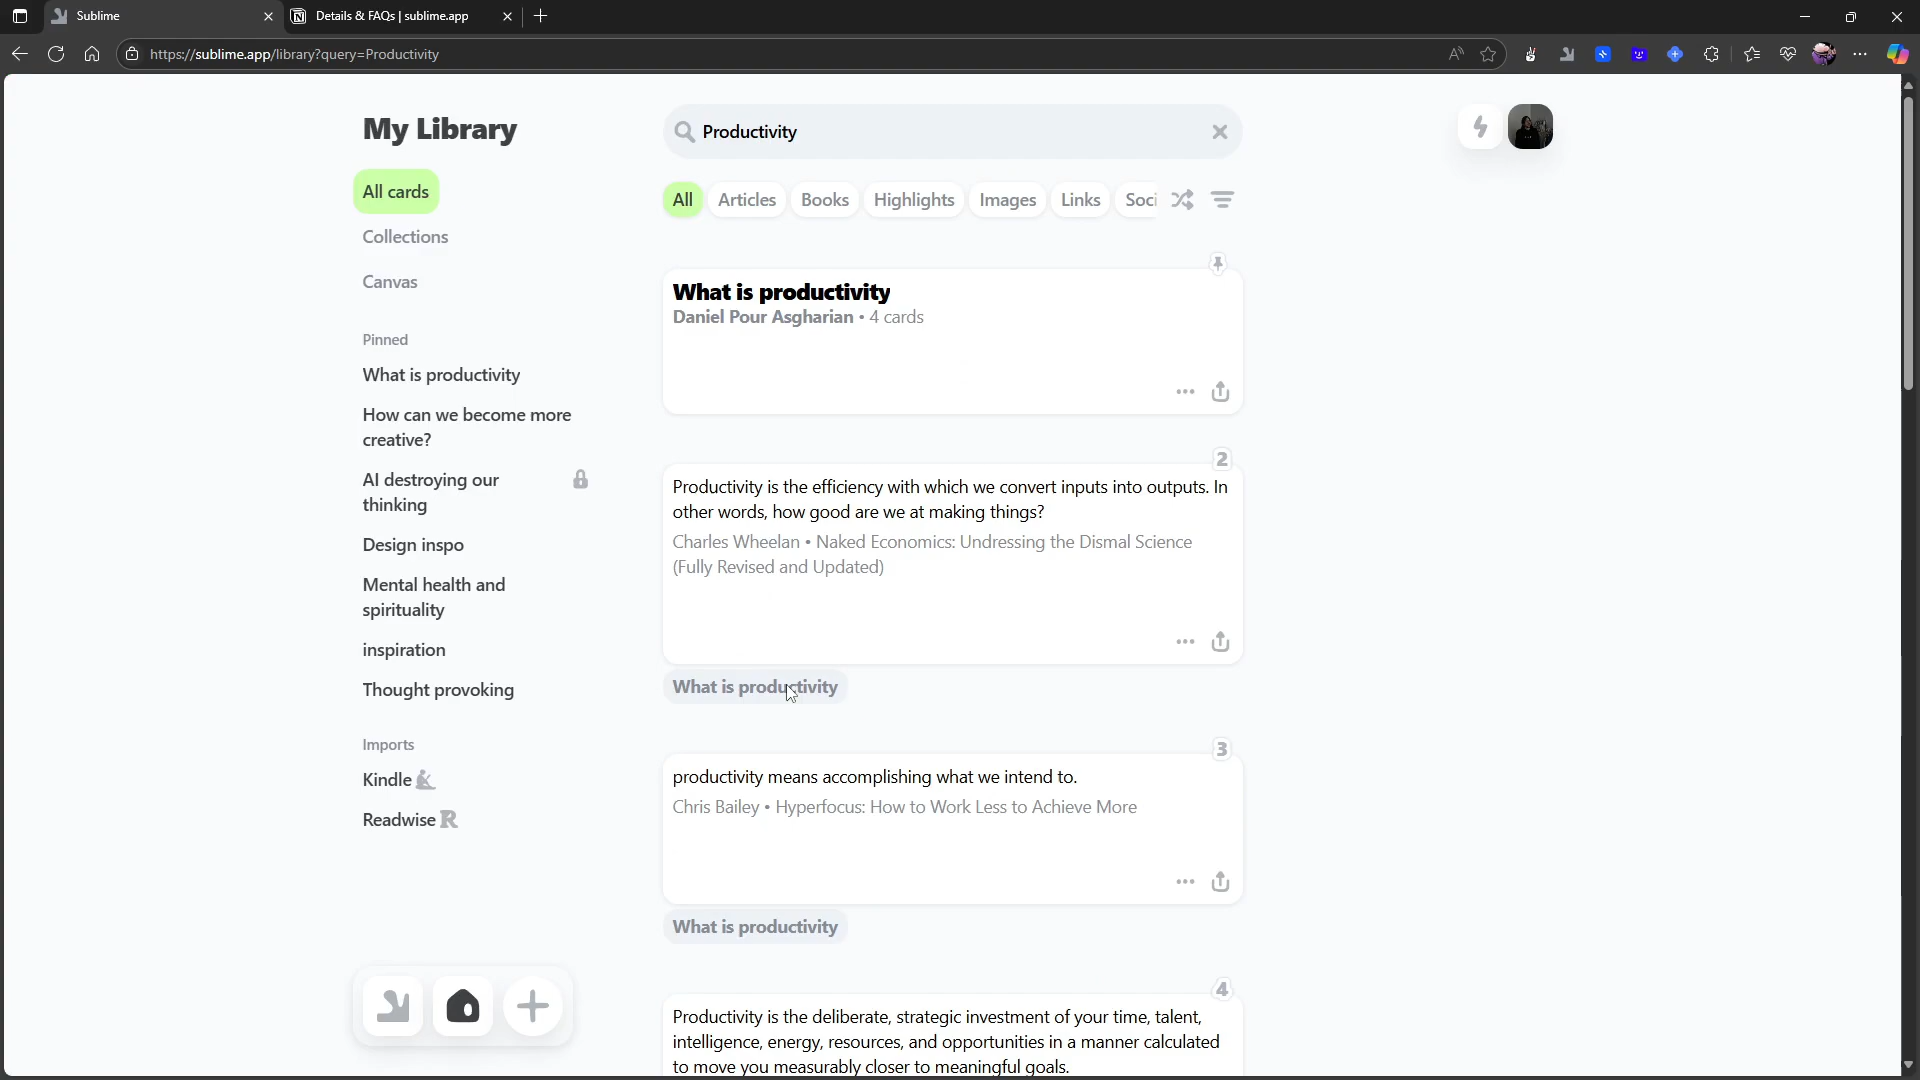 Sublime
Details & FAQs | sublime.app
https://sublime.app/library?query=Productivity
My Library
Productivity
All cards
Collections
Canvas
All
Articles
Books
Highlights
Images
Links
Soci
Pinned
What is productivity
How can we become more
creative?
AI destroying our
thinking
Design inspo
Mental health and
spirituality
inspiration
Thought provoking
Imports
Kindle
Readwise R
What is productivity
Daniel Pour Asgharian • 4 cards
2
Productivity is the efficiency with which we convert inputs into outputs. In
other words, how good are we at making things?
Charles Wheelan • Naked Economics: Undressing the Dismal Science
(Fully Revised and Updated)
What is productivity
3
productivity means accomplishing what we intend to.
Chris Bailey • Hyperfocus: How to Work Less to Achieve More
What is productivity
4
Productivity is the deliberate, strategic investment of your time, talent,
intelligence, energy, resources, and opportunities in a manner calculated
to move you measurably closer to meaningful goals.